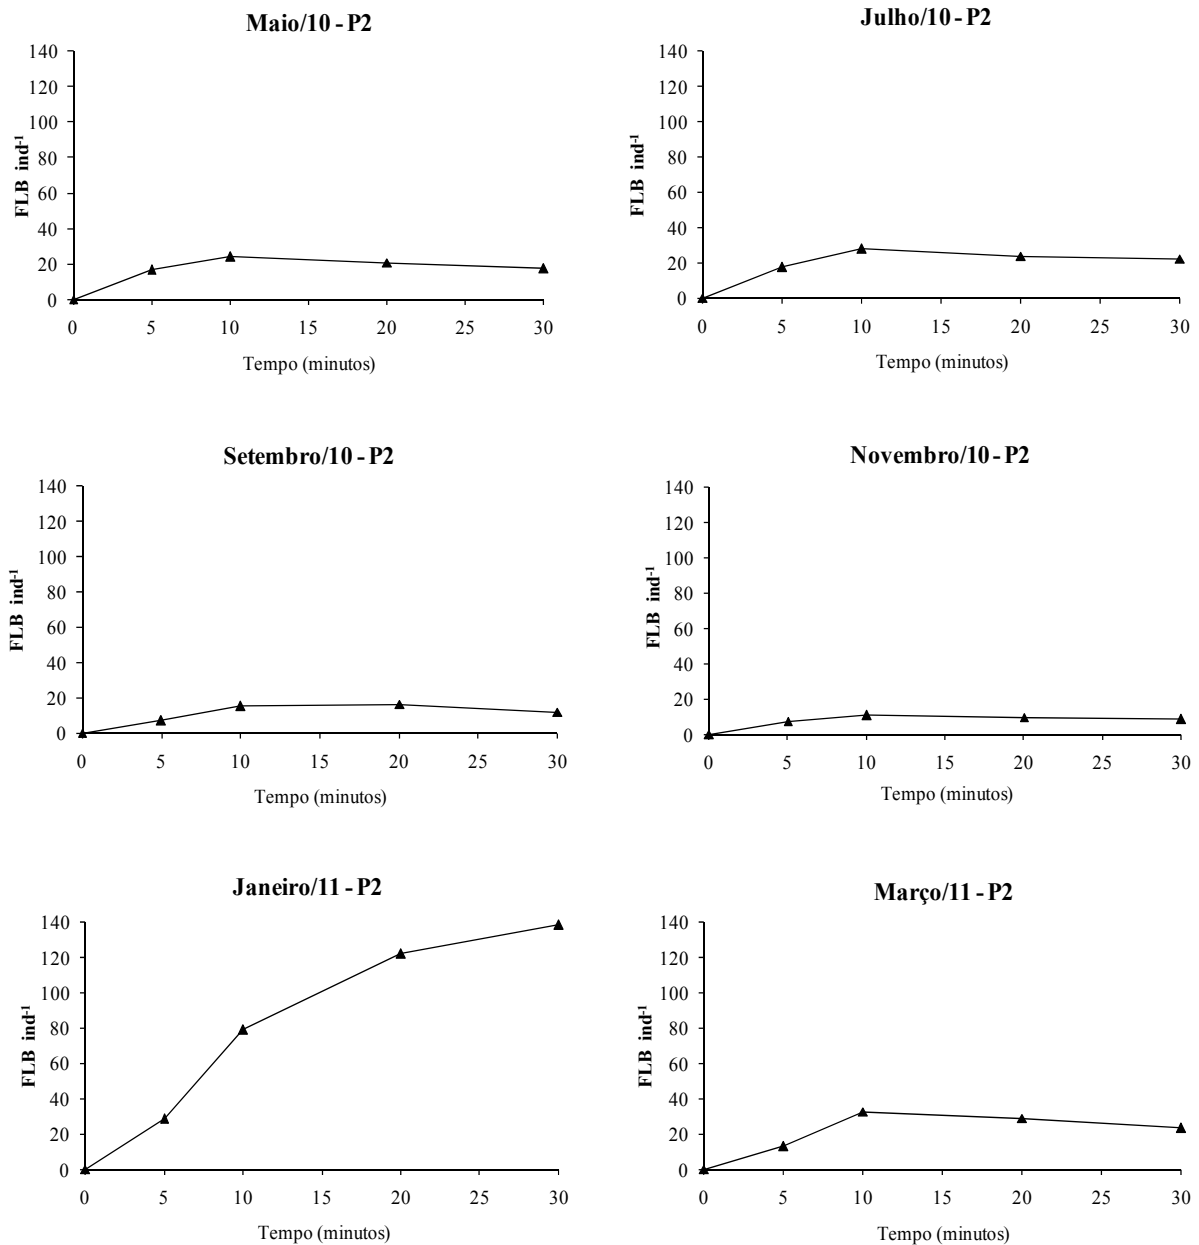 Maio/10 - P2
140
120
100
80
60
40
20
0
FLB ind-1
0 5 10 15 20 25 30
Tempo (minutos)
Julho/10 - P2
140
120
100
80
60
40
20
0
FLB ind-1
0 5 10 15 20 25 30
Tempo (minutos)
Setembro/10 - P2
140
120
100
80
60
40
20
0
FLB ind-1
0 5 10 15 20 25 30
Tempo (minutos)
Novembro/10 - P2
140
120
100
80
60
40
20
0
FLB ind-1
0 5 10 15 20 25 30
Tempo (minutos)
Janeiro/11 - P2
140
120
100
80
60
40
20
0
FLB ind-1
0 5 10 15 20 25 30
Tempo (minutos)
Março/11 - P2
140
120
100
80
60
40
20
0
FLB ind-1
0 5 10 15 20 25 30
Tempo (minutos)